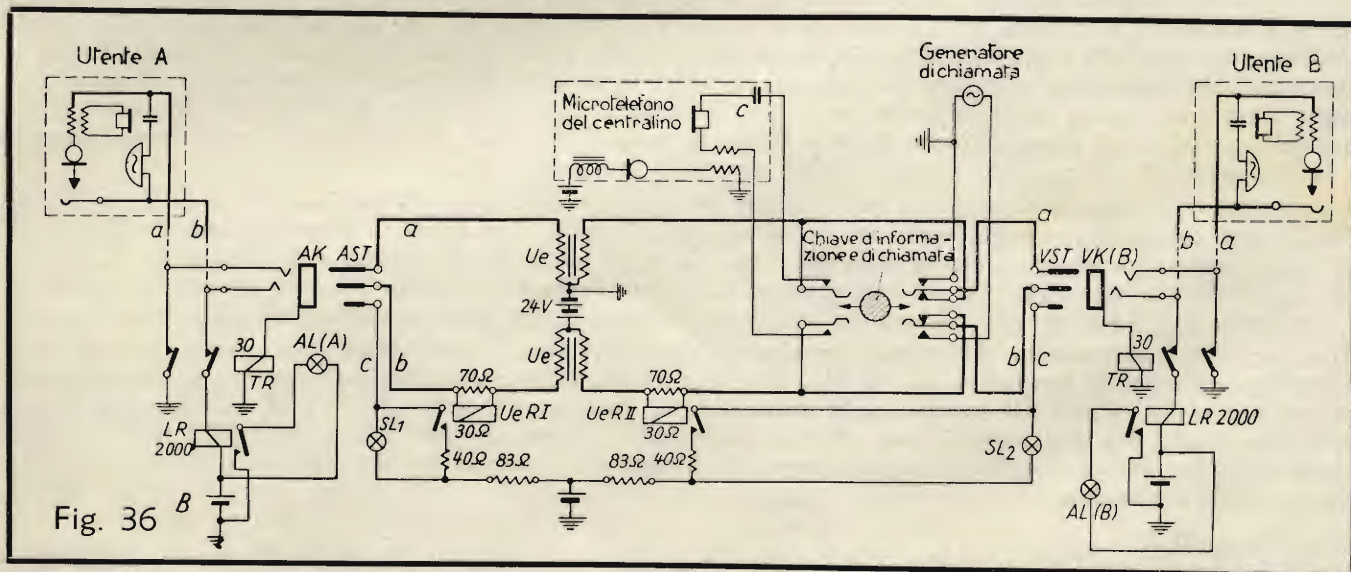 Utente A
Microtelefono
del centralino
c
Generatore
di chiamata
Utente B
a b
AK AST
a
Ue
24V
Ue
Chiave d'informa-
zione e di chiamata
a
VST VK(B)
b a
30
TR
AL(A)
c b
70Ω
UeRI
30Ω
70Ω
UeRII
30Ω
b c
30
TR
LR
2000
SL1
40Ω
83Ω
83Ω
40Ω
SL2
LR 2000
B
AL(B)
Fig. 36